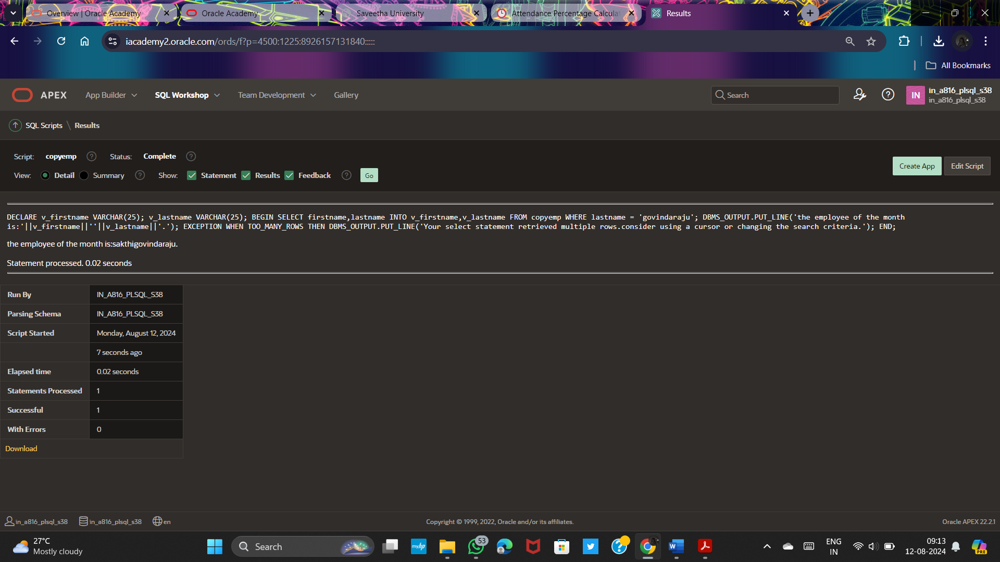 Overview | Oracle Academy
Oracle Academy
Saveetha University
Attendance Percentage Calculat
Results
iacademy2.oracle.com/ords/f?p=4500:1225:8926157131840:::::
All Bookmarks
APEX
App Builder
SQL Workshop
Team Development
Gallery
Search
IN
in_a816_plsql_s38
in_a816_plsql_s38
SQL Scripts \ Results
Script: copyemp ? Status: Complete ?
View: Detail Summary ? Show: Statement Results Feedback ? Go
Create App
Edit Script
DECLARE v_firstname VARCHAR(25); v_lastname VARCHAR(25); BEGIN SELECT firstname,lastname INTO v_firstname,v_lastname FROM copyemp WHERE lastname = 'govindaraju'; DBMS_OUTPUT.PUT_LINE('the employee of the month
is:'||v_firstname||''||v_lastname||'.'); EXCEPTION WHEN TOO_MANY_ROWS THEN DBMS_OUTPUT.PUT_LINE('Your select statement retrieved multiple rows.consider using a cursor or changing the search criteria.'); END;
the employee of the month is:sakthigovindaraju.
Statement processed. 0.02 seconds
Run By IN_A816_PLSQL_S38
Parsing Schema IN_A816_PLSQL_S38
Script Started Monday, August 12, 2024
7 seconds ago
Elapsed time 0.02 seconds
Statements Processed 1
Successful 1
With Errors 0
Download
in_a816_plsql_s38 in_a816_plsql_s38 en
Copyright © 1999, 2022, Oracle and/or its affiliates.
Oracle APEX 22.2.1
27°C
Mostly cloudy
Search
myhp
53
W
ENG
IN
09:13
12-08-2024
PRE